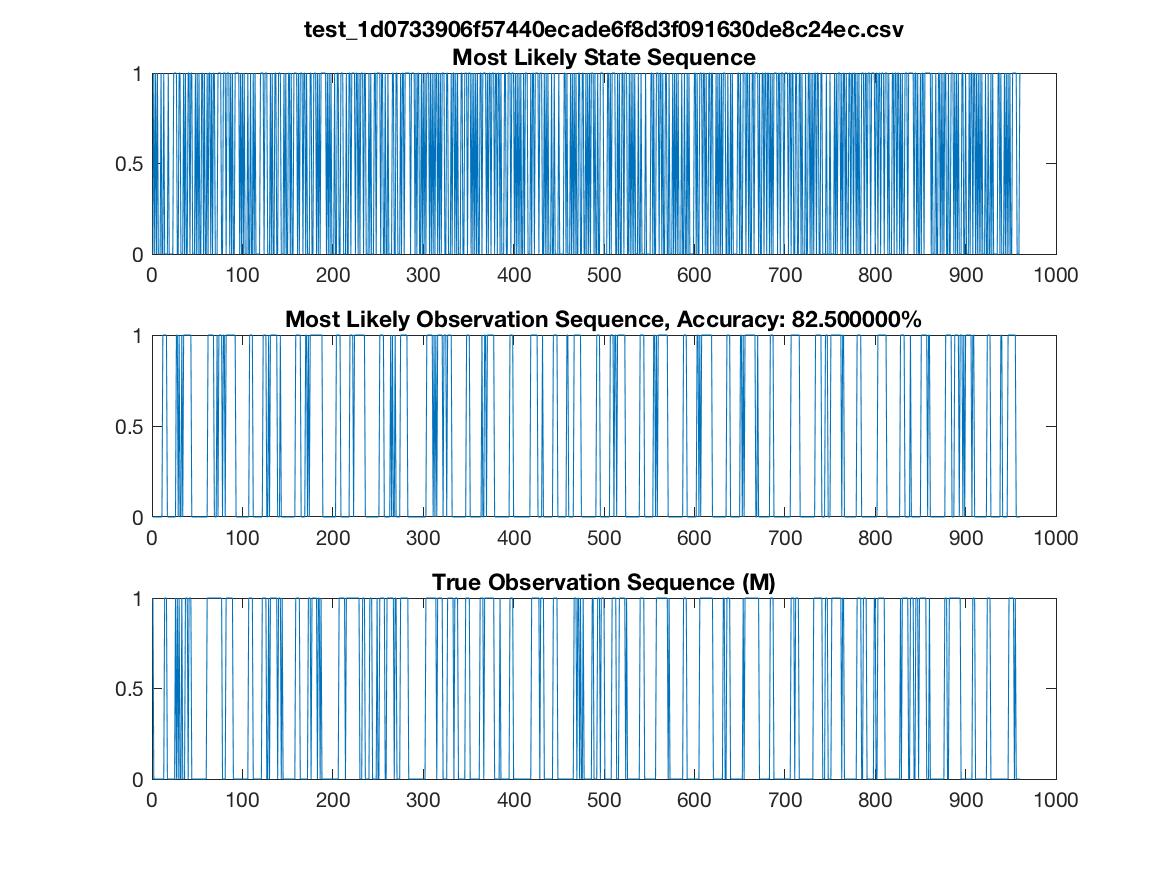 test_1d0733906f57440ecade6f8d3f091630de8c24ec.csv
Most Likely State Sequence
1
0.5
0
0 100 200 300 400 500 600 700 800 900 1000
Most Likely Observation Sequence, Accuracy: 82.500000%
1
0.5
0
0 100 200 300 400 500 600 700 800 900 1000
True Observation Sequence (M)
1
0.5
0
0 100 200 300 400 500 600 700 800 900 1000